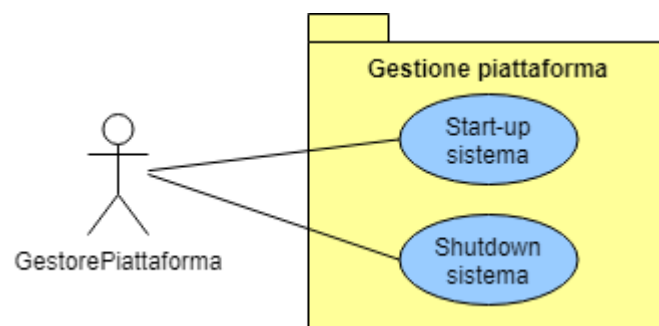 Gestione piattaforma
Start-up
sistema
GestorePiattaforma
Shutdown
sistema